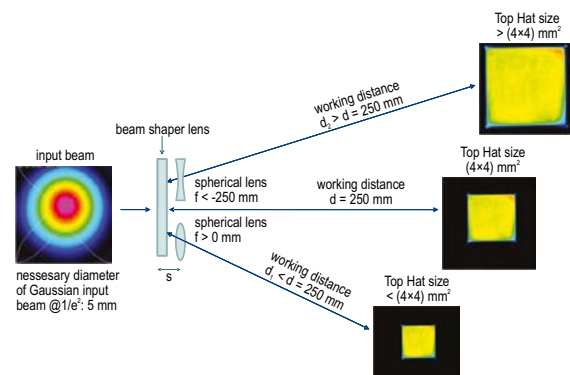 Top Hat size
> (4×4) mm²
working distance
d₂ > d = 250 mm
beam shaper lens
input beam
spherical lens
f < -250 mm
working distance
d = 250 mm
Top Hat size
(4×4) mm²
spherical lens
f > 0 mm
s
nessesary diameter
of Gaussian input
beam @1/e²: 5 mm
working distance
d₁ < d = 250 mm
Top Hat size
< (4×4) mm²